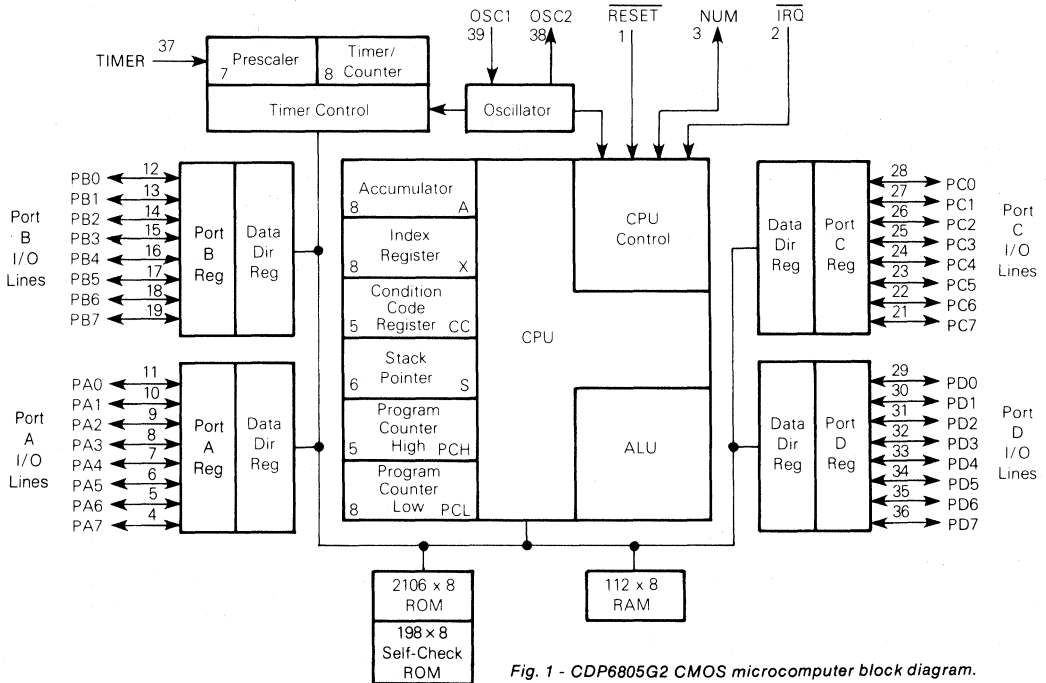 OSC1 OSC2 RESET NUM IRQ
39 38 1 3 2
TIMER 37
Prescaler
7
Timer/
Counter
8
Timer Control
Oscillator
Port
B
I/O
Lines
PB0 12
PB1 13
PB2 14
PB3 15
PB4 16
PB5 17
PB6 18
PB7 19
Port
B
Reg
Data
Dir
Reg
Port
A
I/O
Lines
PA0 11
PA1 10
PA2 9
PA3 8
PA4 7
PA5 6
PA6 5
PA7 4
Port
A
Reg
Data
Dir
Reg
Accumulator
8 A
Index
Register
8 X
Condition
Code
Register
5 CC
Stack
Pointer
6 S
Program
Counter
High
5 PCH
Program
Counter
Low
8 PCL
CPU
CPU
Control
ALU
Data
Dir
Reg
Port
C
Reg
28 PC0
27 PC1
26 PC2
25 PC3
24 PC4
23 PC5
22 PC6
21 PC7
Port
C
I/O
Lines
Data
Dir
Reg
Port
D
Reg
29 PD0
30 PD1
31 PD2
32 PD3
33 PD4
34 PD5
35 PD6
36 PD7
Port
D
I/O
Lines
2106 x 8
ROM
198 × 8
Self-Check
ROM
112 x 8
RAM
Fig. 1 - CDP6805G2 CMOS microcomputer block diagram.